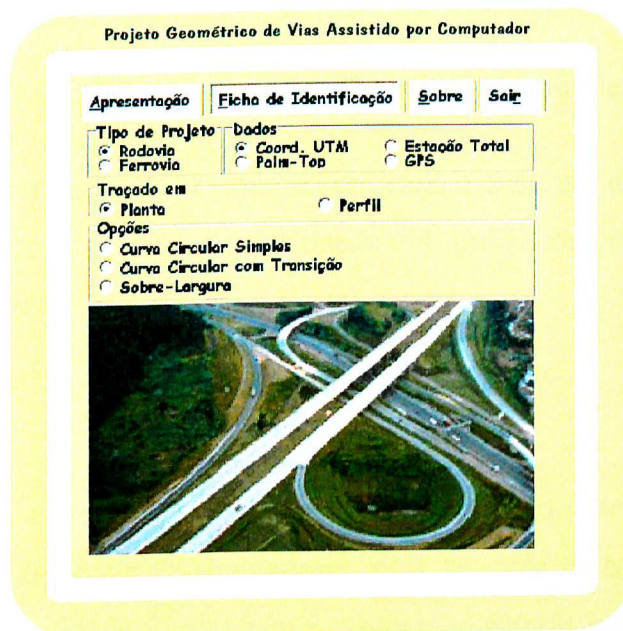 Projeto Geométrico de Vias Assistido por Computador
Apresentação Ficha de Identificação Sobre Sair
Tipo de Projeto Dados
Rodovia Coord. UTM Estação Total
Ferrovia Palm-Top GPS
Traçado em
Planta Perfil
Opções
Curva Circular Simples
Curva Circular com Transição
Sobre-Largura